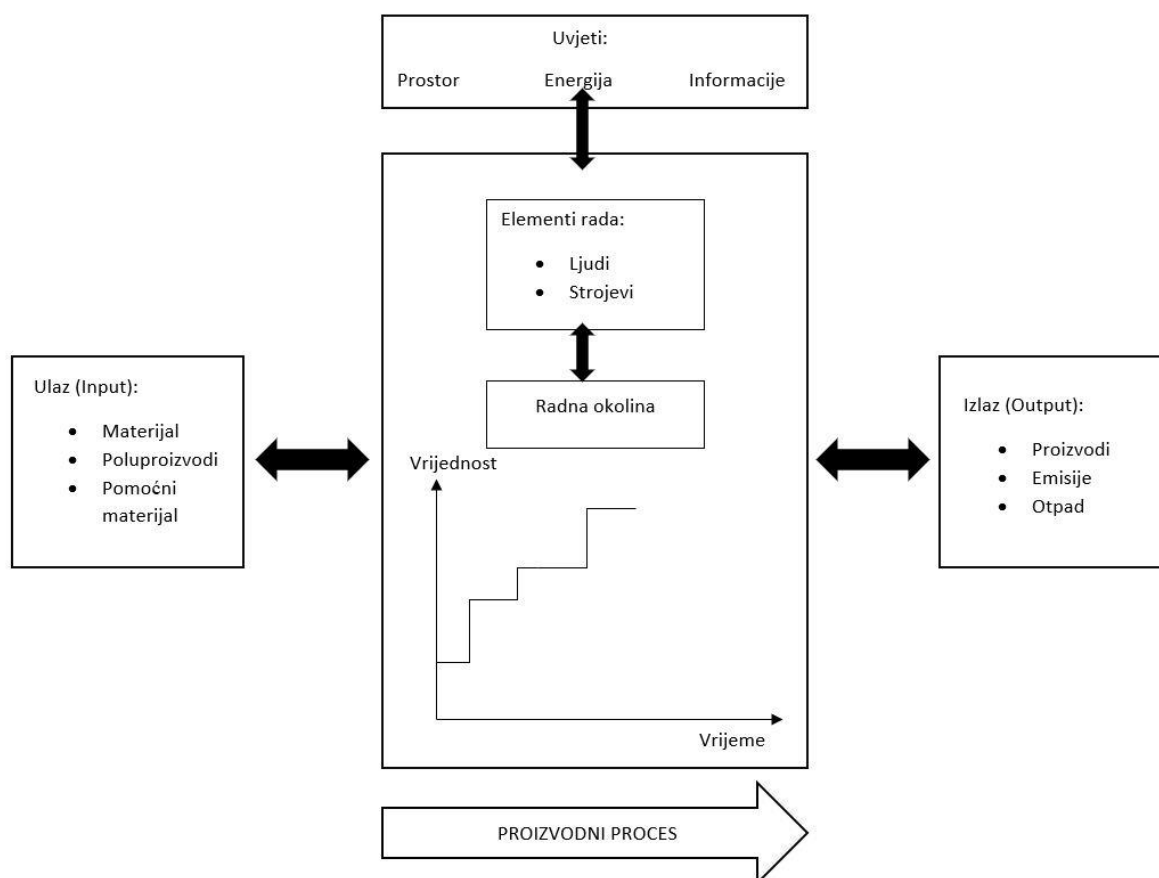 Uvjeti:
Prostor Energija Informacije
Elementi rada:
Ljudi
Strojevi
Radna okolina
Ulaz (Input):
Materijal
Poluproizvodi
Pomoćni
materijal
Izlaz (Output):
Proizvodi
Emisije
Otpad
Vrijednost
Vrijeme
PROIZVODNI PROCES